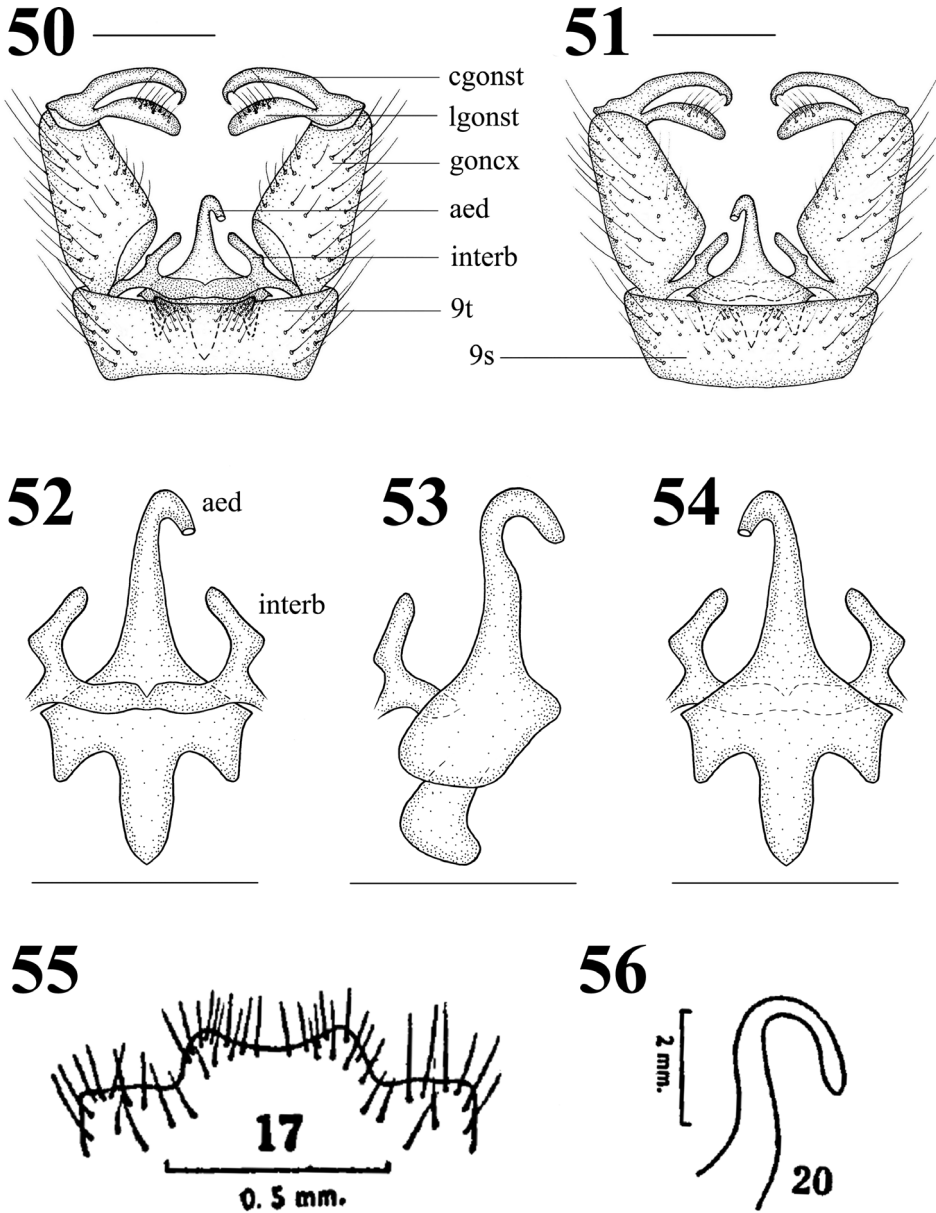 50
51
cgonst
lgonst
goncx
aed
interb
9t
9s
52
aed
interb
53
54
55
17
0.5 mm.
56
2 mm.
20